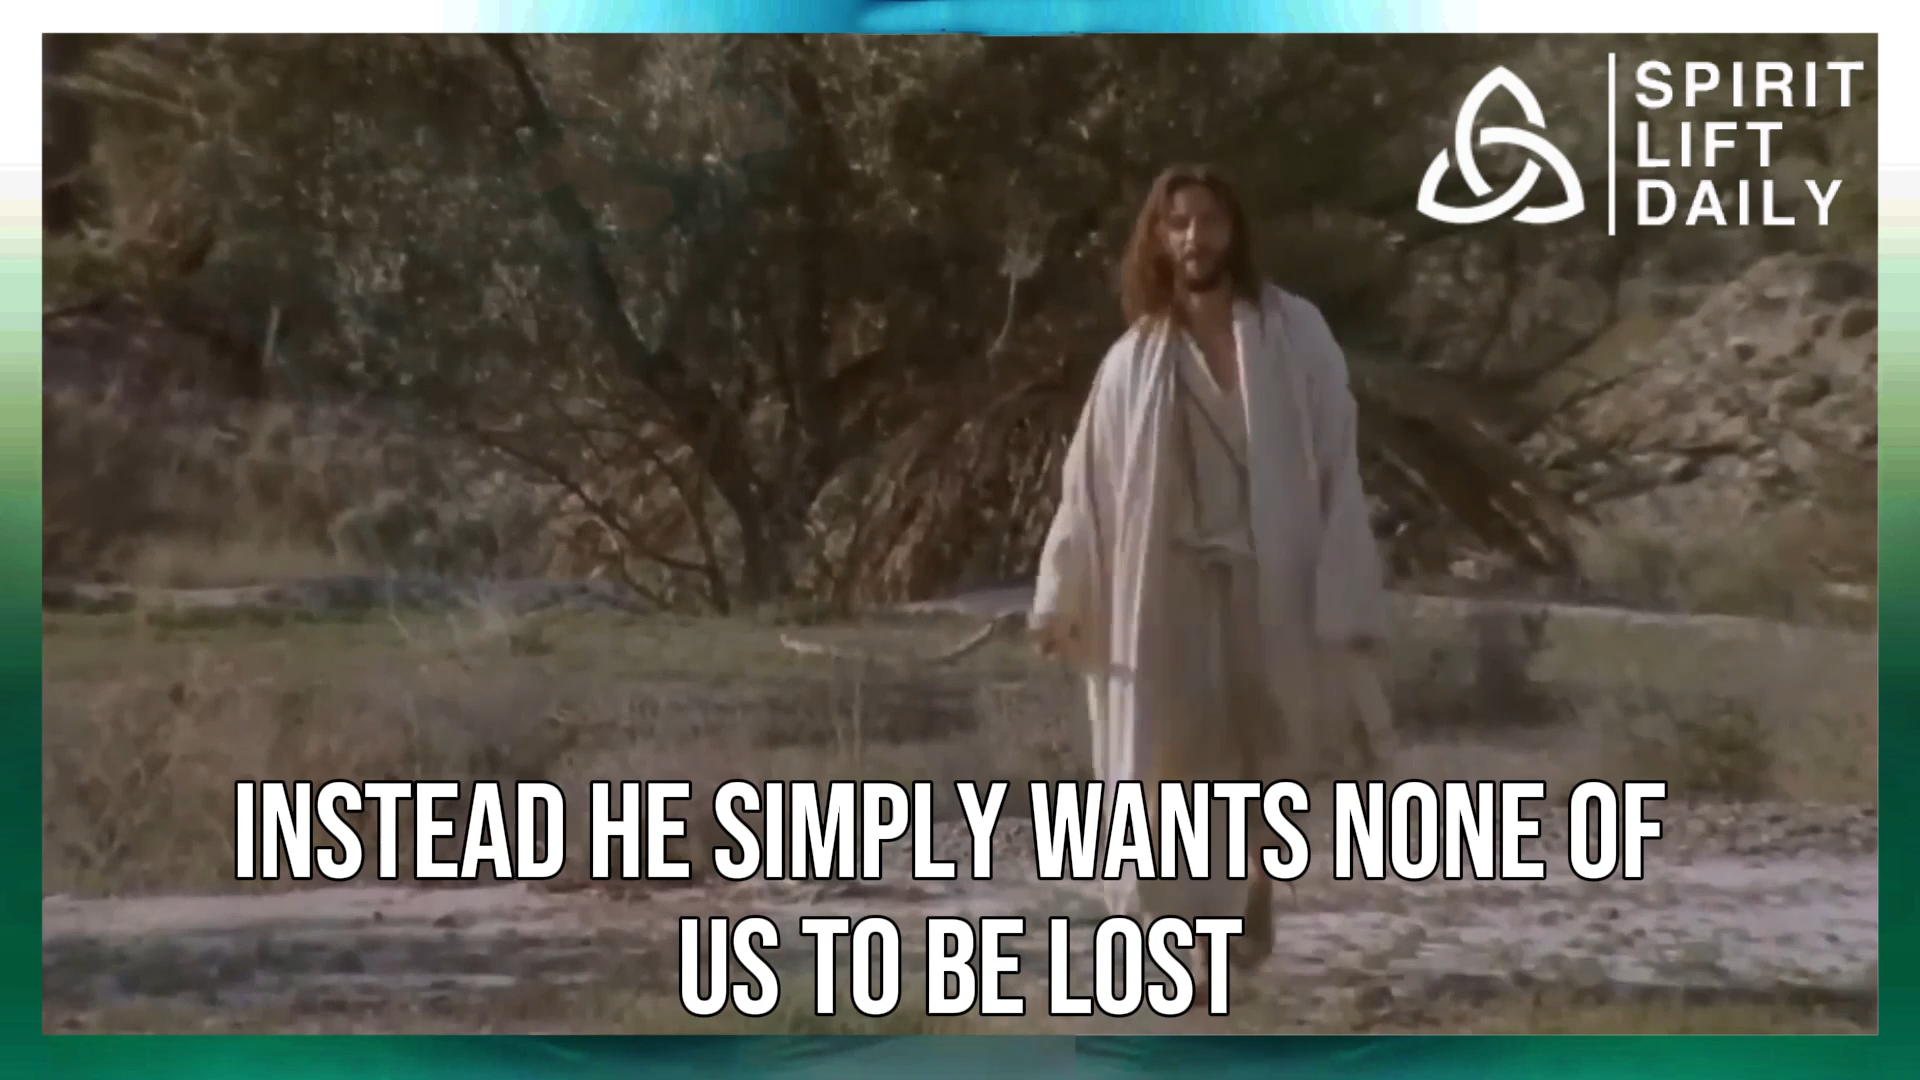 SPIRIT
LIFT
DAILY
INSTEAD HE SIMPLY WANTS NONE OF
US TO BE LOST